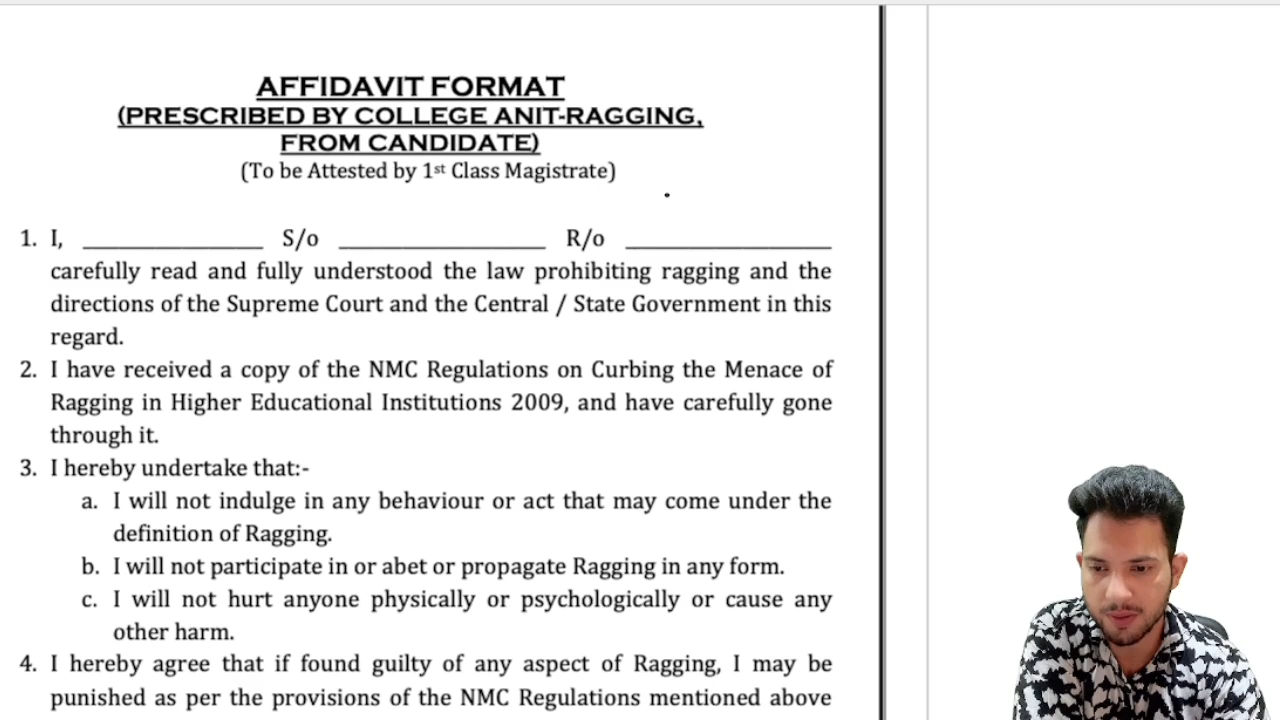 AFFIDAVIT FORMAT
(PRESCRIBED BY COLLEGE ANIT-RAGGING,
FROM CANDIDATE)
(To be Attested by 1st Class Magistrate)
1. I, _______________ S/o _________________ R/o _________________
carefully read and fully understood the law prohibiting ragging and the
directions of the Supreme Court and the Central / State Government in this
regard.
2. I have received a copy of the NMC Regulations on Curbing the Menace of
Ragging in Higher Educational Institutions 2009, and have carefully gone
through it.
3. I hereby undertake that:-
a. I will not indulge in any behaviour or act that may come under the
definition of Ragging.
b. I will not participate in or abet or propagate Ragging in any form.
c. I will not hurt anyone physically or psychologically or cause any
other harm.
4. I hereby agree that if found guilty of any aspect of Ragging, I may be
punished as per the provisions of the NMC Regulations mentioned above